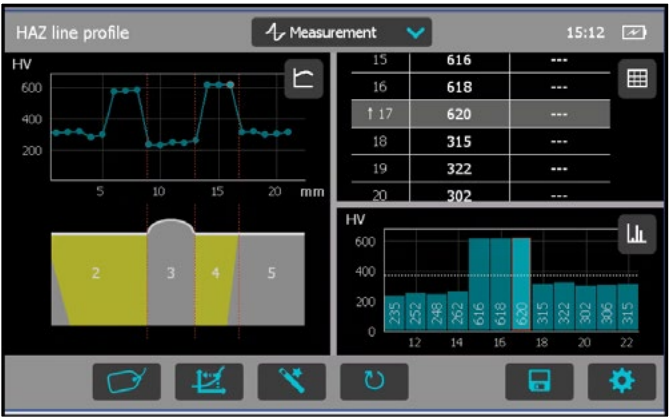 HAZ line profile
Measurement
15:12
HV
600
400
200
5 10 15 20 mm
2 3 4 5
15 616 ---
16 618 ---
↑ 17 620 ---
18 315 ---
19 322 ---
20 302 ---
HV
600
400
200
0
235 252 248 262 616 618 620 315 322 302 306 315
12 14 16 18 20 22